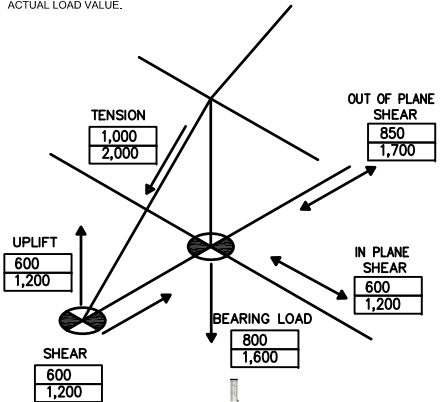 ACTUAL LOAD VALUE.
TENSION
1,000
2,000
OUT OF PLANE
SHEAR
850
1,700
UPLIFT
600
1,200
IN PLANE
SHEAR
600
1,200
BEARING LOAD
800
1,600
SHEAR
600
1,200